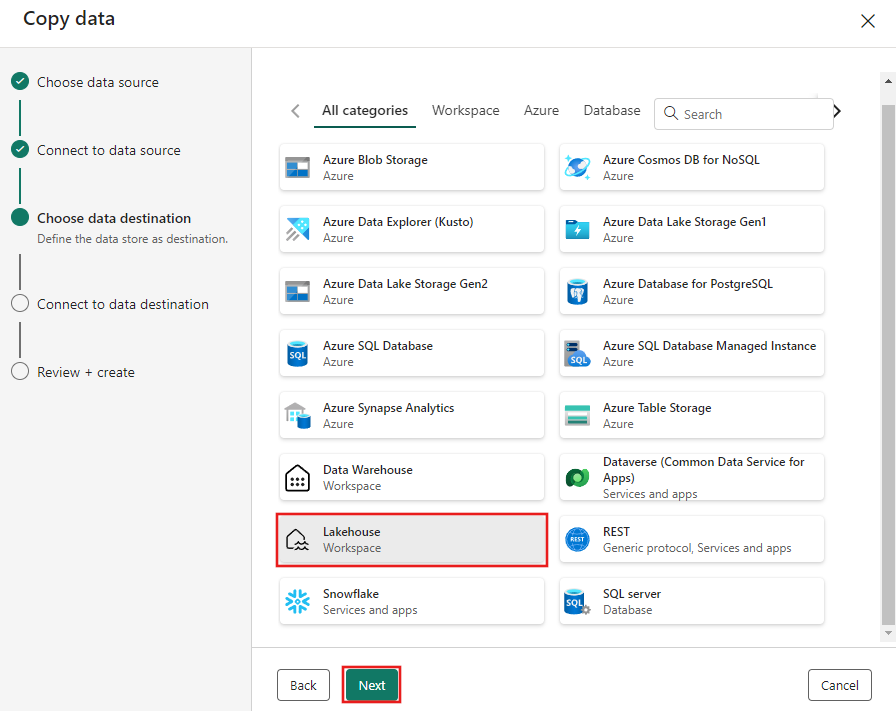 Copy data
Choose data source
Connect to data source
Choose data destination
Define the data store as destination.
Connect to data destination
Review + create
All categories Workspace Azure Database Search
Azure Blob Storage
Azure
Azure Cosmos DB for NoSQL
Azure
Azure Data Explorer (Kusto)
Azure
Azure Data Lake Storage Gen1
Azure
Azure Data Lake Storage Gen2
Azure
Azure Database for PostgreSQL
Azure
SQL
Azure SQL Database
Azure
SQL
Azure SQL Database Managed Instance
Azure
Azure Synapse Analytics
Azure
Azure Table Storage
Azure
Data Warehouse
Workspace
Dataverse (Common Data Service for
Apps)
Services and apps
Lakehouse
Workspace
REST
REST
Generic protocol, Services and apps
Snowflake
Services and apps
SQL
SQL server
Database
Back Next Cancel